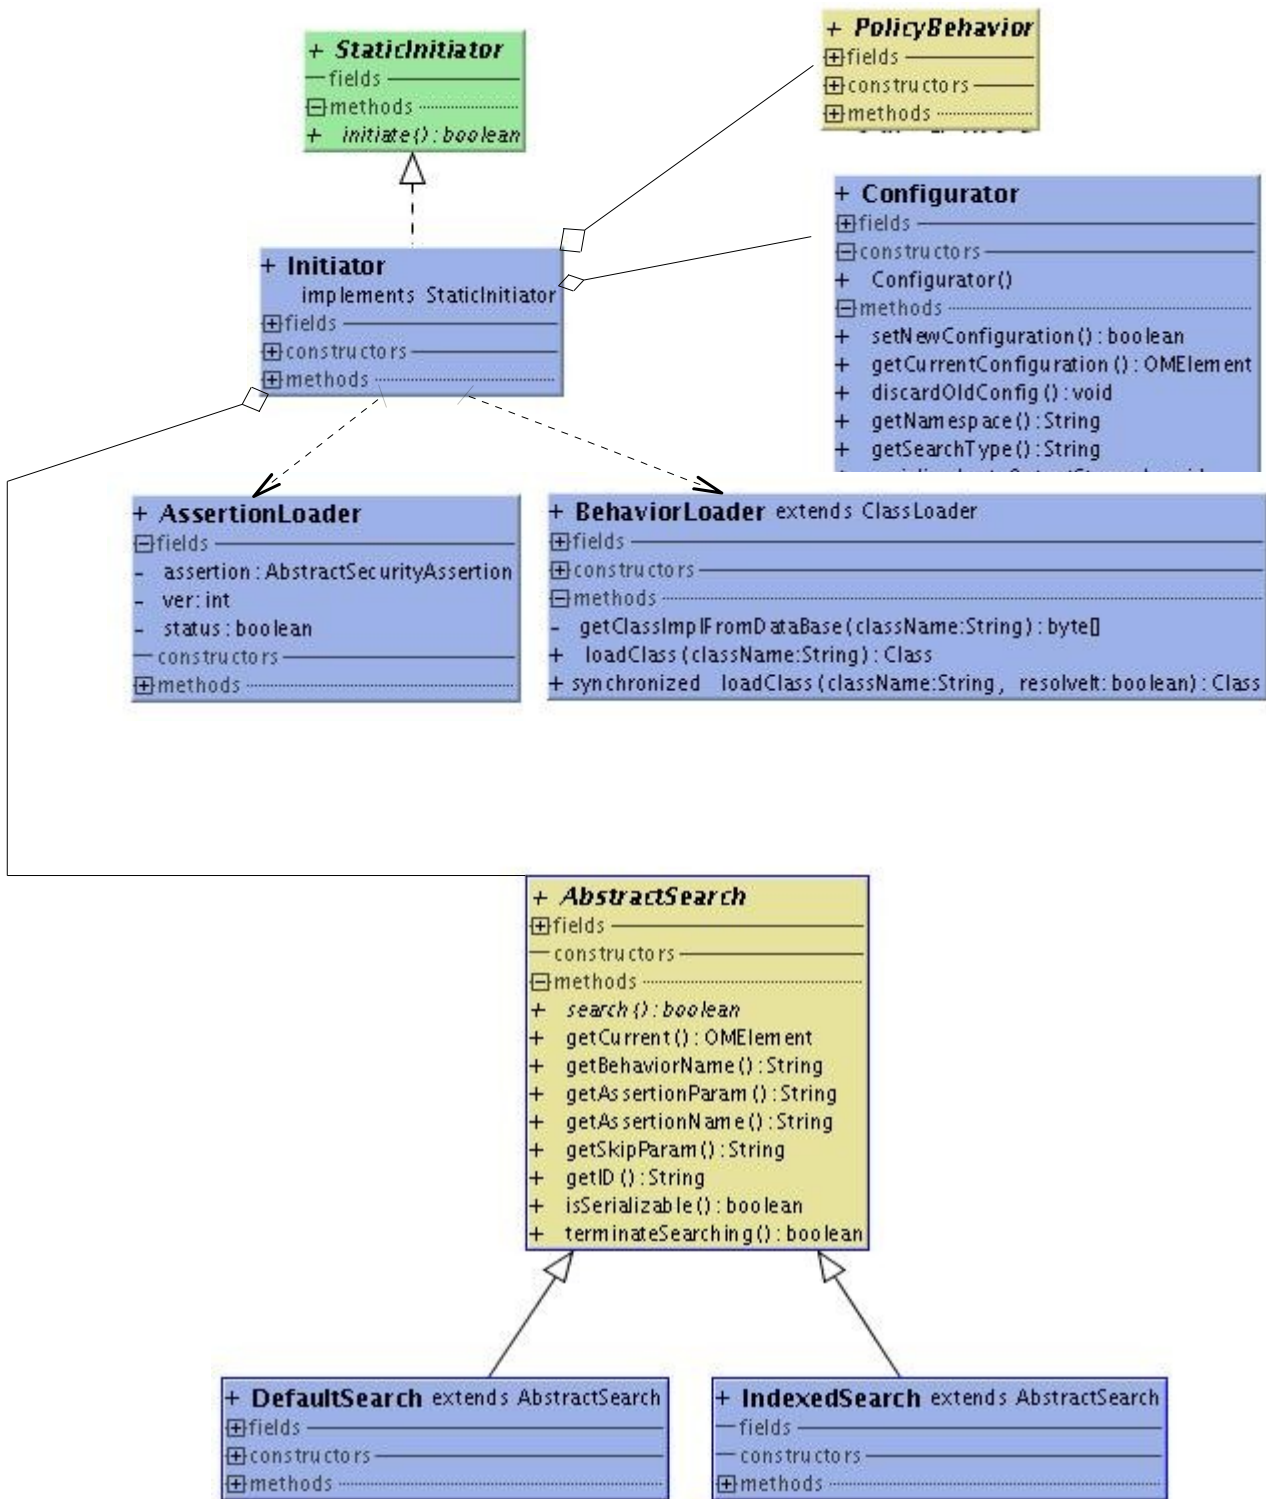 + StaticInitiator
fields
methods
+ initiate() : boolean
+ PolicyBehavior
fields
constructors
methods
+ Configurator
fields
constructors
+ Configurator()
methods
+ setNewConfiguration() : boolean
+ getCurrentConfiguration() : OMElement
+ discardOldConfig() : void
+ getNamespace() : String
+ getSearchType() : String
+ Initiator
implements StaticInitiator
fields
constructors
methods
+ AssertionLoader
fields
- assertion : AbstractSecurityAssertion
- ver : int
- status : boolean
constructors
methods
+ BehaviorLoader extends ClassLoader
fields
constructors
methods
- getClassImplFromDataBase(className:String) : byte[]
+ loadClass(className:String) : Class
+ synchronized loadClass(className:String, resolveIt: boolean) : Class
+ AbstractSearch
fields
constructors
methods
+ search() : boolean
+ getCurrent() : OMElement
+ getBehaviorName() : String
+ getAssertionParam() : String
+ getAssertionName() : String
+ getSkipParam() : String
+ getID() : String
+ isSerializable() : boolean
+ terminateSearching() : boolean
+ DefaultSearch extends AbstractSearch
fields
constructors
methods
+ IndexedSearch extends AbstractSearch
fields
constructors
methods